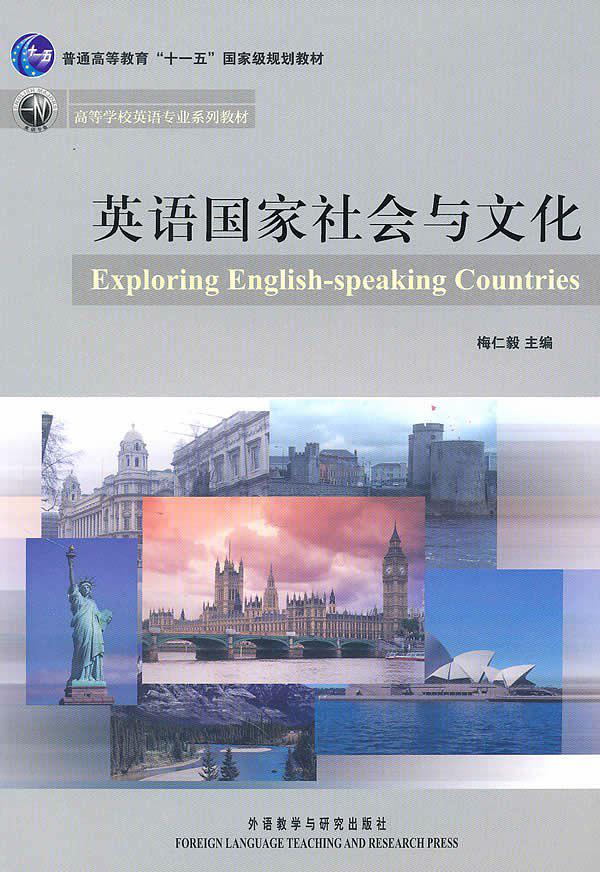 十一五
普通高等教育“十一五”国家级规划教材
高等学校英语专业系列教材
英语国家社会与文化
Exploring English-speaking Countries
梅仁毅 主编
外语教学与研究出版社
FOREIGN LANGUAGE TEACHING AND RESEARCH PRESS